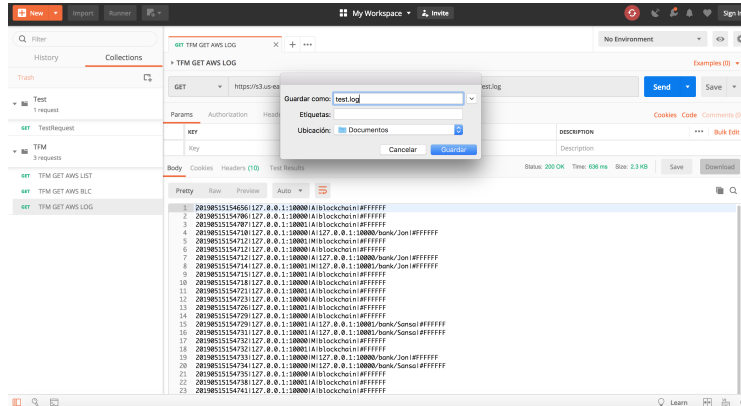 New
Import
Runner
My Workspace
Invite
Sign In
Filter
History
Collections
Trash
Test
1 request
GET TestRequest
TFM
3 requests
GET TFM GET AWS LIST
GET TFM GET AWS BLC
GET TFM GET AWS LOG
GET TFM GET AWS LOG
No Environment
TFM GET AWS LOG
Examples (0)
GET
https://s3.us-ea
est.log
Send
Save
Guardar como: test.log
Etiquetas:
Ubicación: Documentos
Cancelar
Guardar
Params
Authorization
Heade
Cookies Code Comments (0)
KEY
DESCRIPTION
Bulk Edit
Key
Description
Body Cookies Headers (10) Test Results
Status: 200 OK Time: 636 ms Size: 2.3 KB
Save
Download
Pretty Raw Preview Auto
1 20190515154656|127.0.0.1:10000|A|blockchain|#FFFFFF
2 20190515154706|127.0.0.1:10000|A|blockchain|#FFFFFF
3 20190515154707|127.0.0.1:10001|A|blockchain|#FFFFFF
4 20190515154710|127.0.0.1:10000|A|127.0.0.1:10000/bank/Jon|#FFFFFF
5 20190515154712|127.0.0.1:10001|M|blockchain|#FFFFFF
6 20190515154712|127.0.0.1:10000|M|blockchain|#FFFFFF
7 20190515154712|127.0.0.1:10000|A|127.0.0.1:10000/bank/Jon|#FFFFFF
8 20190515154714|127.0.0.1:10001|M|127.0.0.1:10001/bank/Jon|#FFFFFF
9 20190515154715|127.0.0.1:10001|A|blockchain|#FFFFFF
10 20190515154718|127.0.0.1:10000|A|blockchain|#FFFFFF
11 20190515154721|127.0.0.1:10001|A|blockchain|#FFFFFF
12 20190515154723|127.0.0.1:10000|A|blockchain|#FFFFFF
13 20190515154726|127.0.0.1:10001|A|blockchain|#FFFFFF
14 20190515154729|127.0.0.1:10000|A|blockchain|#FFFFFF
15 20190515154729|127.0.0.1:10001|A|127.0.0.1:10001/bank/Sansa|#FFFFFF
16 20190515154731|127.0.0.1:10001|A|127.0.0.1:10001/bank/Sansa|#FFFFFF
17 20190515154732|127.0.0.1:10001|M|blockchain|#FFFFFF
18 20190515154733|127.0.0.1:10000|M|blockchain|#FFFFFF
19 20190515154733|127.0.0.1:10000|M|127.0.0.1:10000/bank/Jon|#FFFFFF
20 20190515154734|127.0.0.1:10000|M|127.0.0.1:10000/bank/Sansa|#FFFFFF
21 20190515154735|127.0.0.1:10000|A|blockchain|#FFFFFF
22 20190515154738|127.0.0.1:10001|A|blockchain|#FFFFFF
23 20190515154741|127.0.0.1:10000|A|blockchain|#FFFFFF
Learn